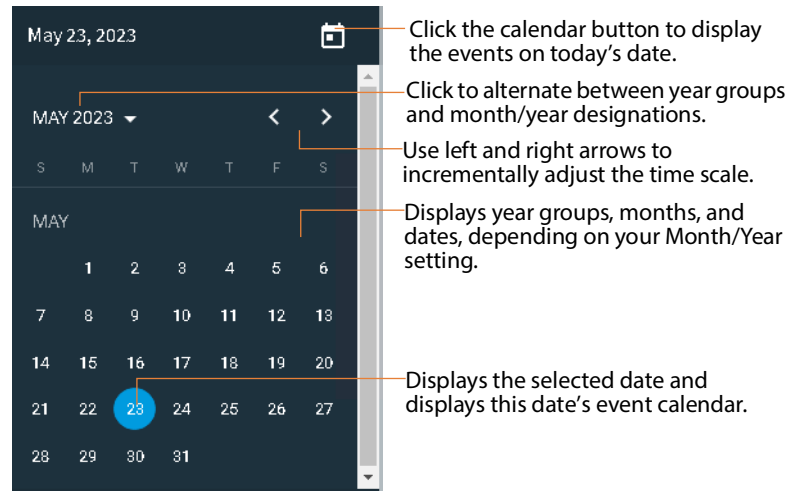 May 23, 2023
Click the calendar button to display
the events on today's date.
Click to alternate between year groups
and month/year designations.
MAY 2023
Use left and right arrows to
incrementally adjust the time scale.
S M T W T F S
Displays year groups, months, and
dates, depending on your Month/Year
setting.
MAY
1 2 3 4 5 6
7 8 9 10 11 12 13
14 15 16 17 18 19 20
Displays the selected date and
displays this date's event calendar.
21 22 23 24 25 26 27
28 29 30 31